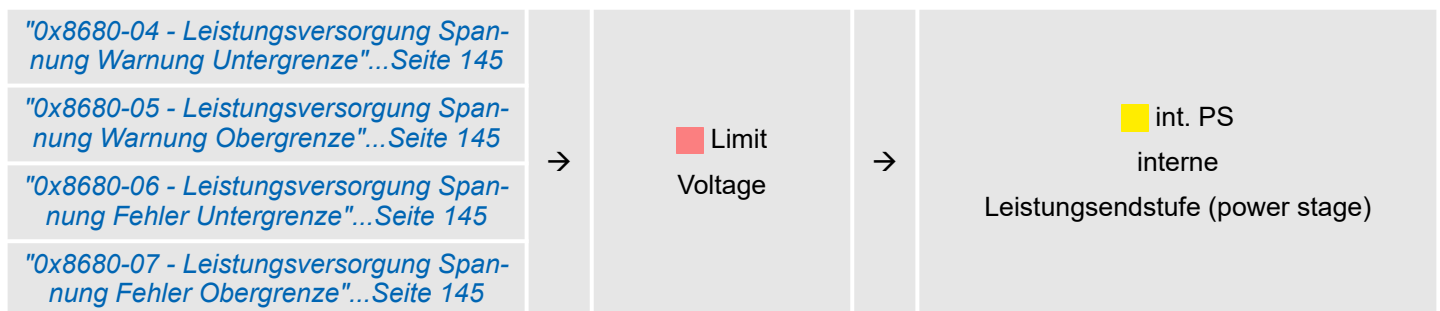 "0x8680-04 - Leistungsversorgung Span-
nung Warnung Untergrenze"...Seite 145
"0x8680-05 - Leistungsversorgung Span-
nung Warnung Obergrenze"...Seite 145
"0x8680-06 - Leistungsversorgung Span-
nung Fehler Untergrenze"...Seite 145
"0x8680-07 - Leistungsversorgung Span-
nung Fehler Obergrenze"...Seite 145
→
Limit
Voltage
→
int. PS
interne
Leistungsendstufe (power stage)